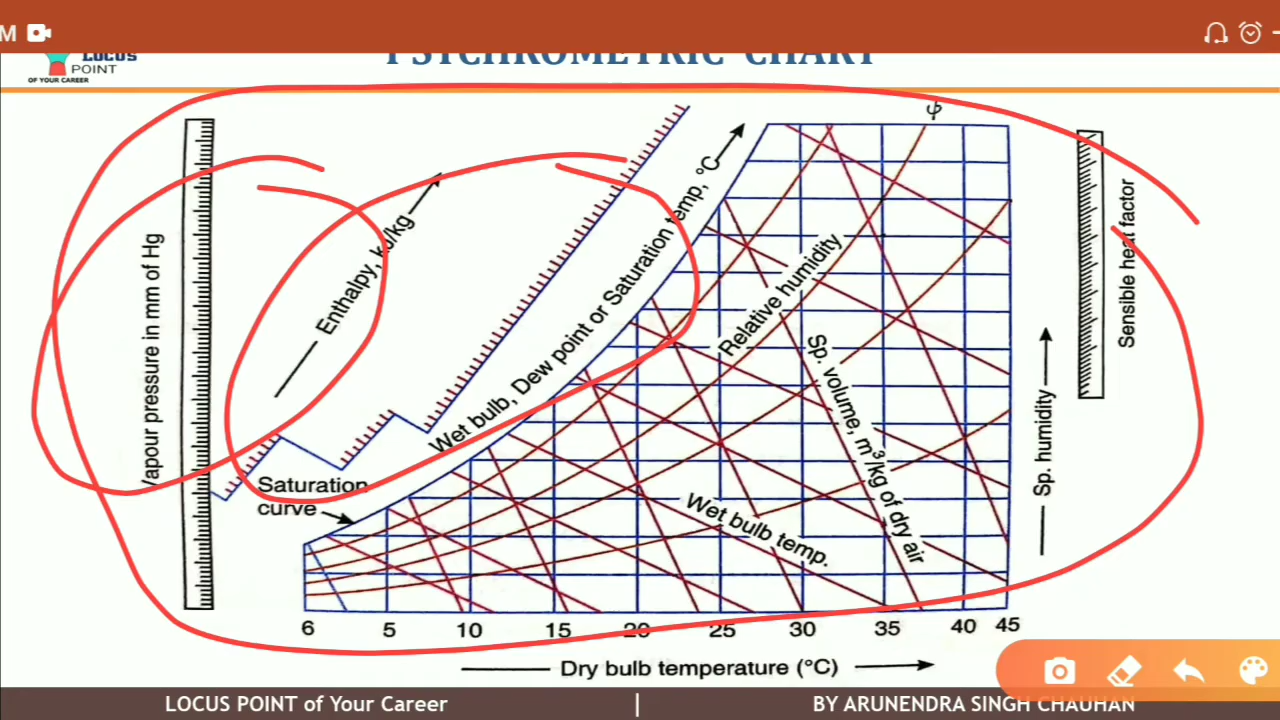 M
LOCUS
POINT
OF YOUR CAREER
PSYCHROMETRIC CHART
Vapour pressure in mm of Hg
Enthalpy, kJ/kg
Wet bulb, Dew point or Saturation temp, °C
Saturation
curve
φ
Relative humidity
Sp. volume, m³/kg of dry air
Wet bulb temp.
Sp. humidity
Sensible heat factor
6 5 10 15 20 25 30 35 40 45
Dry bulb temperature (°C)
LOCUS POINT of Your Career | BY ARUNENDRA SINGH CHAUHAN